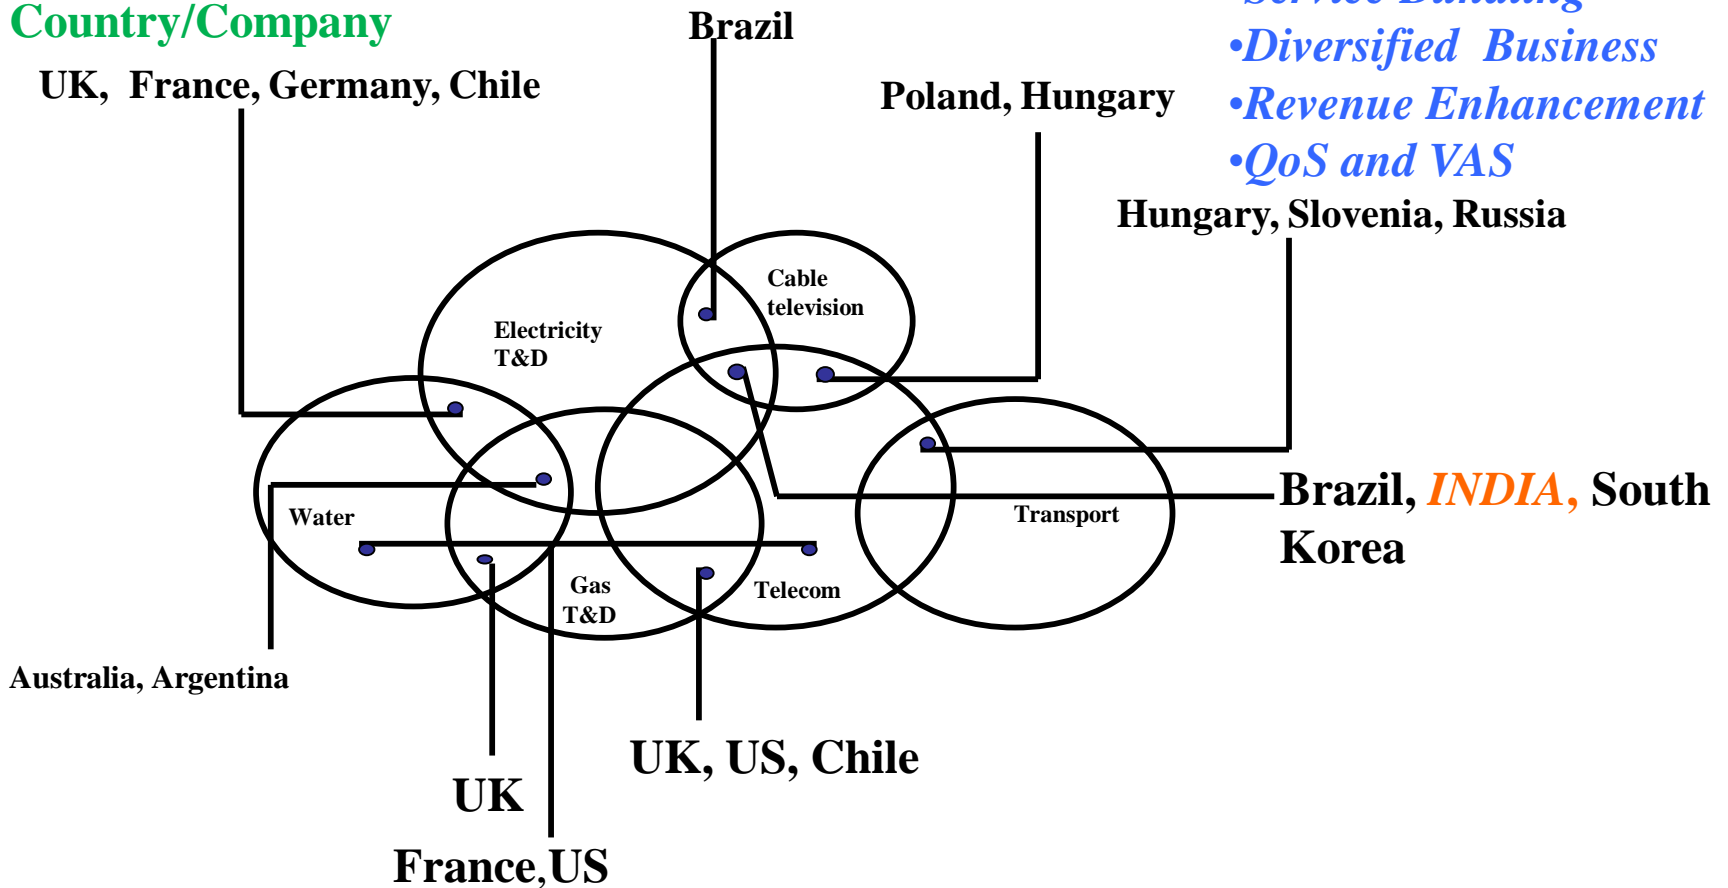 Country/Company
Brazil
•Diversified Business
UK, France, Germany, Chile
Poland, Hungary
•Revenue Enhancement
•QoS and VAS
Hungary, Slovenia, Russia
Cable
television
Electricity
T&D
Brazil, INDIA, South
Korea
Water
Transport
Gas
T&D
Telecom
Australia, Argentina
UK, US, Chile
UK
France,US